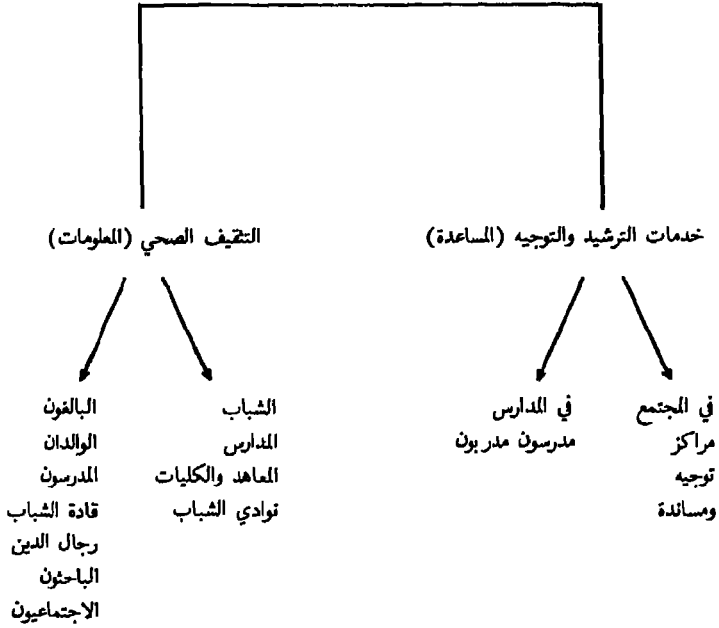 خدمات الترشيد والتوجيه (المساعدة)
في المجتمع
مراكز
توجيه
ومساندة
في المدارس
مدرسون مدربون
التثقيف الصحي (المعلومات)
الشباب
المدارس
المعاهد والكليات
نوادي الشباب
البالغون
الوالدان
المدرسون
قادة الشباب
رجال الدين
الباحثون
الاجتماعيون